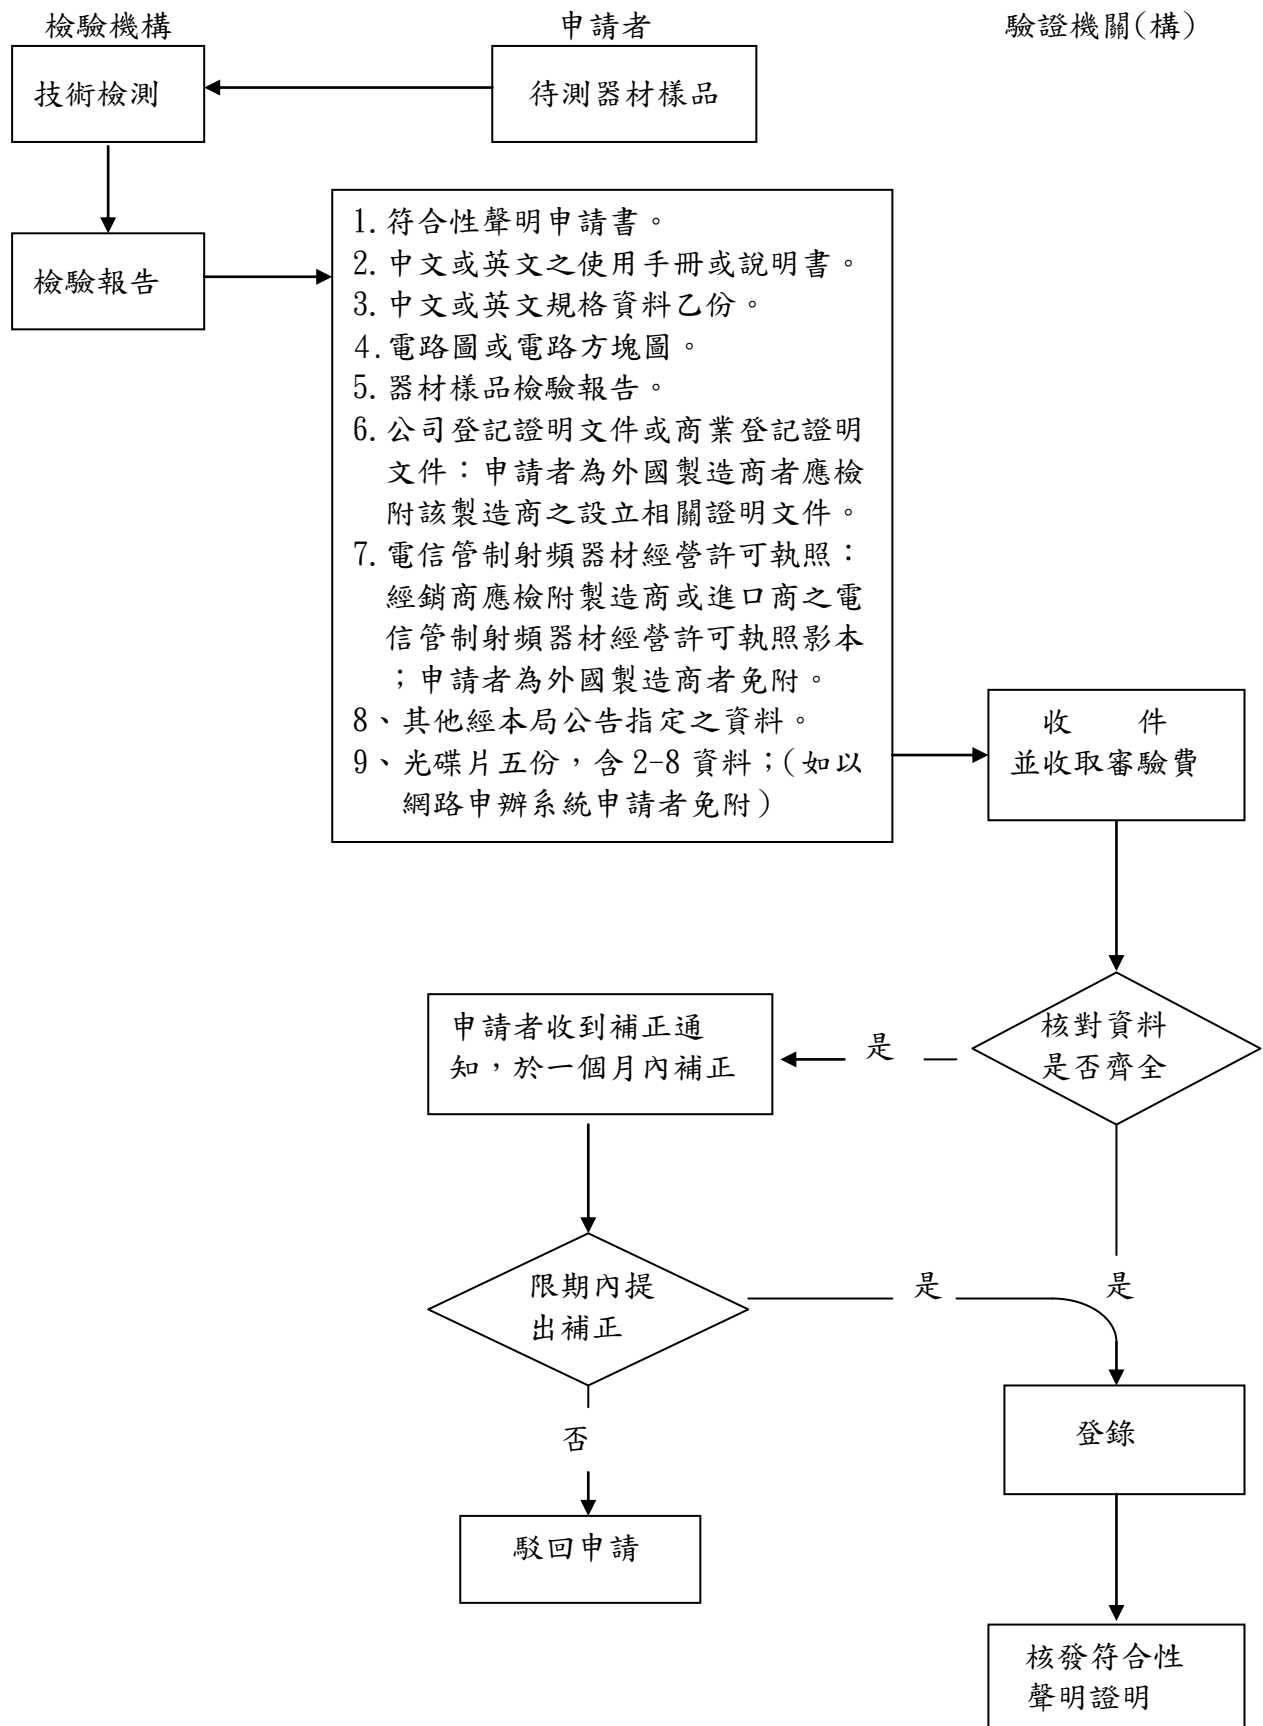 檢驗機構
申請者
驗證機關(構)
技術檢測
待測器材樣品
檢驗報告
1.符合性聲明申請書。
2.中文或英文之使用手冊或說明書。
3.中文或英文規格資料乙份。
4.電路圖或電路方塊圖。
5.器材樣品檢驗報告。
6.公司登記證明文件或商業登記證明
文件：申請者為外國製造商者應檢
附該製造商之設立相關證明文件。
7.電信管制射頻器材經營許可執照：
經銷商應檢附製造商或進口商之電
信管制射頻器材經營許可執照影本
；申請者為外國製造商者免附。
8、其他經本局公告指定之資料。
9、光碟片五份，含 2-8 資料；(如以
網路申辦系統申請者免附)
收 件
並收取審驗費
核對資料
是否齊全
是
申請者收到補正通
知，於一個月內補正
限期內提
出補正
是
是
否
登錄
駁回申請
核發符合性
聲明證明